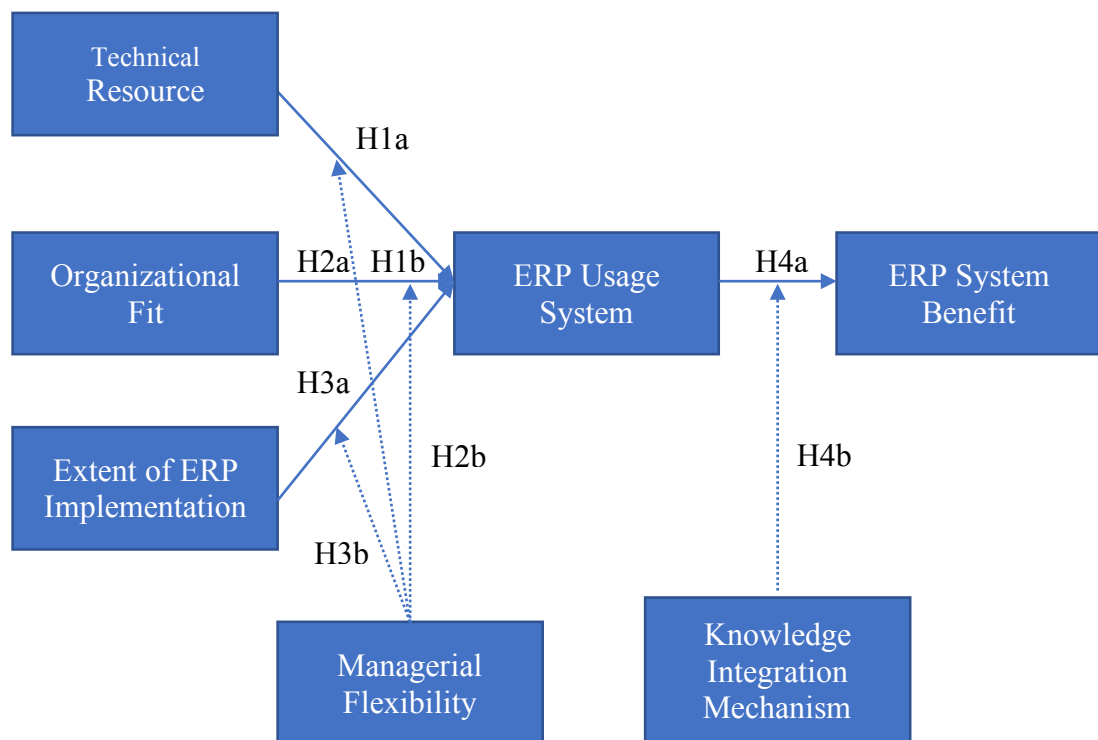 Technical
Resource
H1a
Organizational
Fit
H2a
H1b
ERP Usage
System
H4a
ERP System
Benefit
H3a
Extent of ERP
Implementation
H2b
H4b
H3b
Managerial
Flexibility
Knowledge
Integration
Mechanism